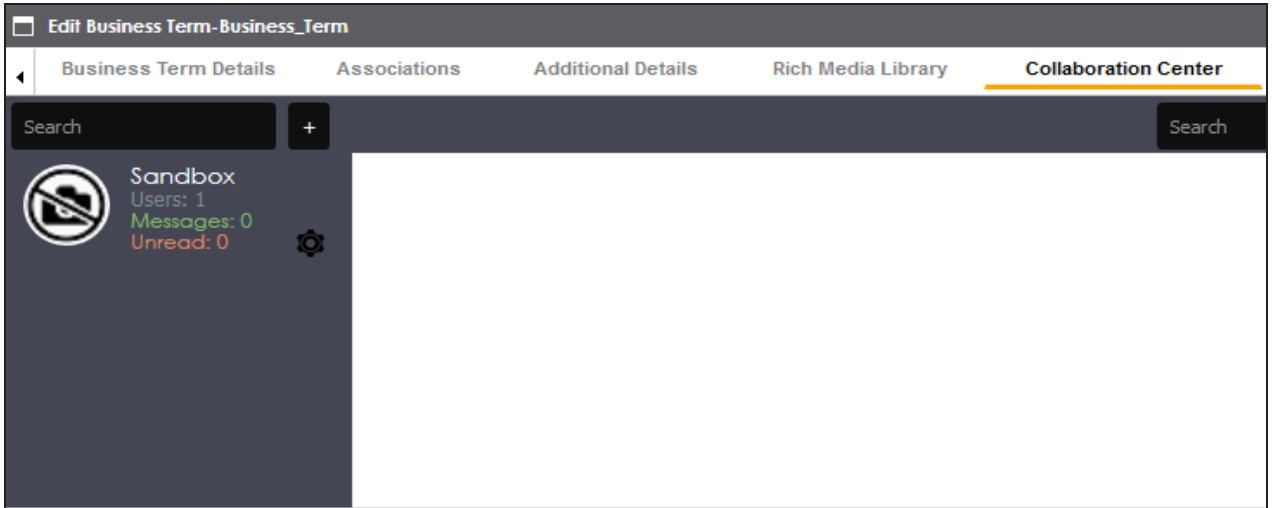 Edit Business Term-Business_Term
Business Term Details Associations Additional Details Rich Media Library Collaboration Center
Search + Search
Sandbox
Users: 1
Messages: 0
Unread: 0